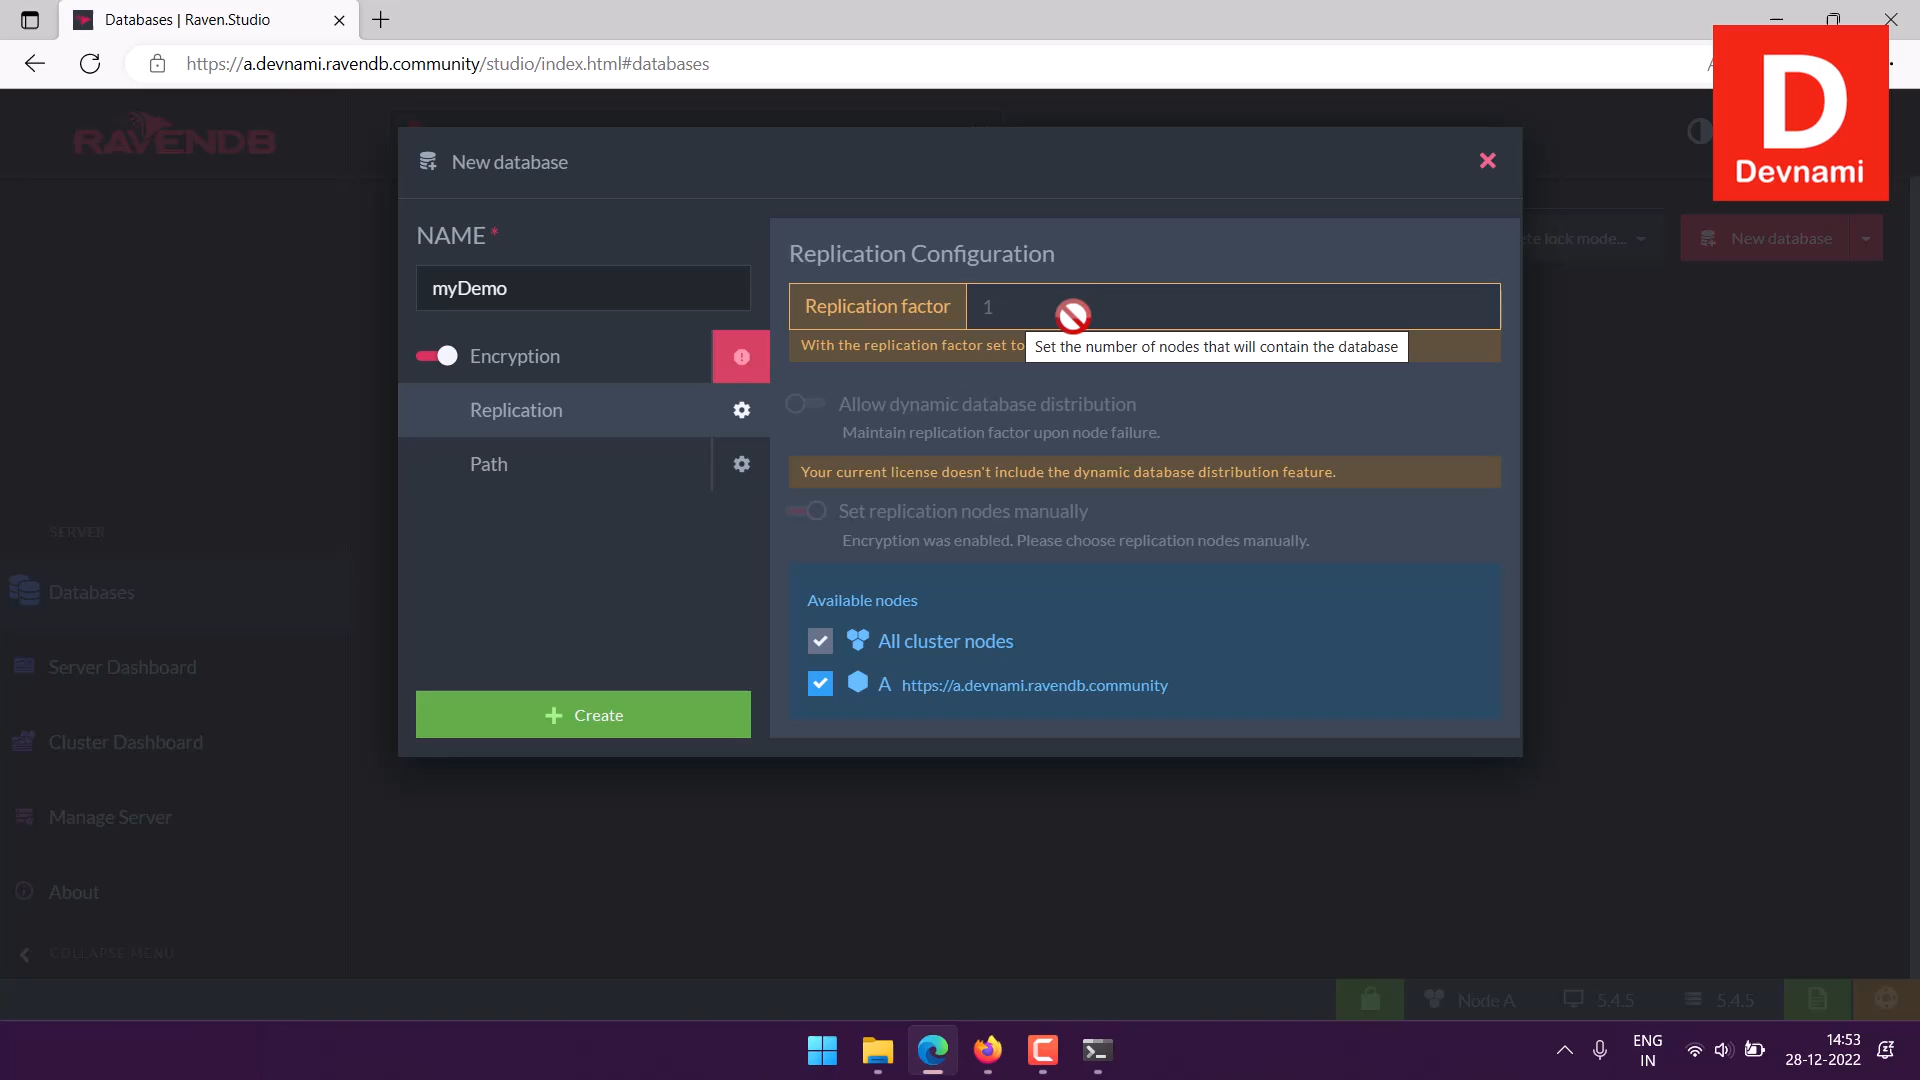 Databases | Raven.Studio
https://a.devnami.ravendb.community/studio/index.html#databases
D
Devnami
RAVENDB
New database
NAME *
myDemo
Encryption
Replication
Path
Create
Replication Configuration
Replication factor
1
With the replication factor set to
Set the number of nodes that will contain the database
Allow dynamic database distribution
Maintain replication factor upon node failure.
Your current license doesn't include the dynamic database distribution feature.
Set replication nodes manually
Encryption was enabled. Please choose replication nodes manually.
Available nodes
All cluster nodes
A https://a.devnami.ravendb.community
lock mode...
New database
SERVER
Databases
Server Dashboard
Cluster Dashboard
Manage Server
About
COLLAPSE MENU
Node A
5.4.5
5.4.5
ENG
IN
14:53
28-12-2022